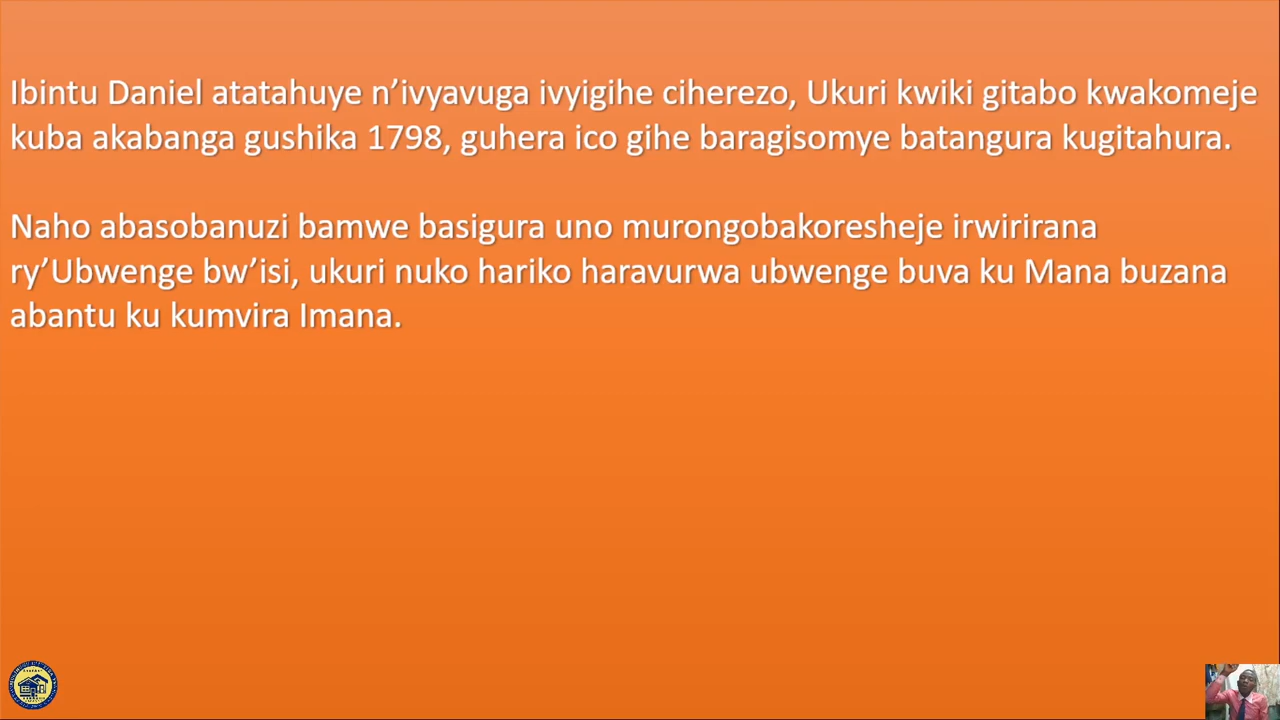 Ibintu Daniel atatahuye n’ivyavuga ivyigihe ciherezo, Ukuri kwiki gitabo kwakomeje
kuba akabanga gushika 1798, guhera ico gihe baragisomye batangura kugitahura.
Naho abasobanuzi bamwe basigura uno murongobakoresheje irwirirana
ry’Ubwenge bw’isi, ukuri nuko hariko haravurwa ubwenge buva ku Mana buzana
abantu ku kumvira Imana.